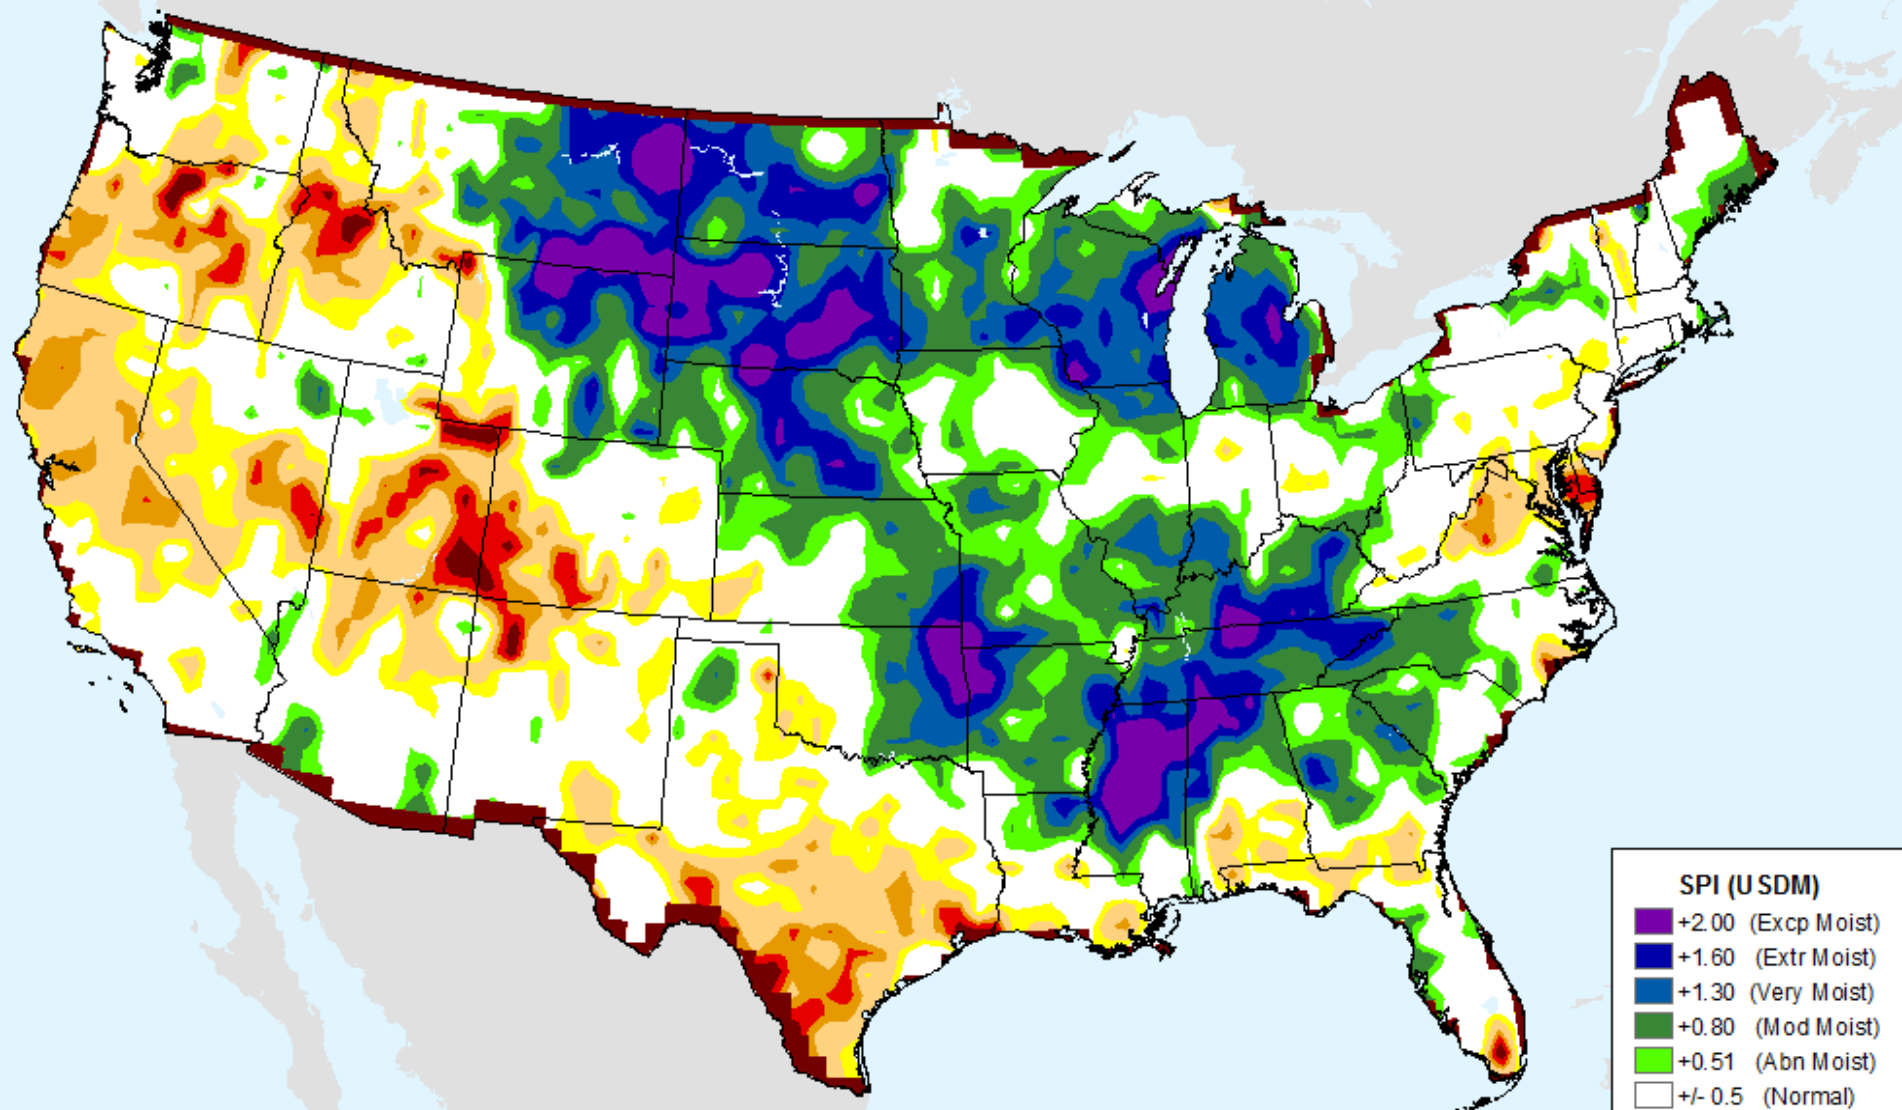 SPI (USDM)
+2.00 (Excp Moist)
+1.60 (Extr Moist)
+1.30 (Very Moist)
+0.80 (Mod Moist)
+0.51 (Abn Moist)
+/- 0.5 (Normal)